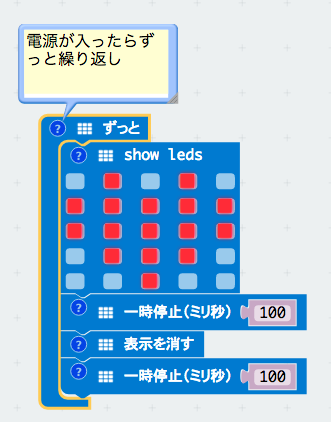 電源が入ったらず
っと繰り返し
? ずっと
? show leds
? 一時停止(ミリ秒) 100
? 表示を消す
? 一時停止(ミリ秒) 100